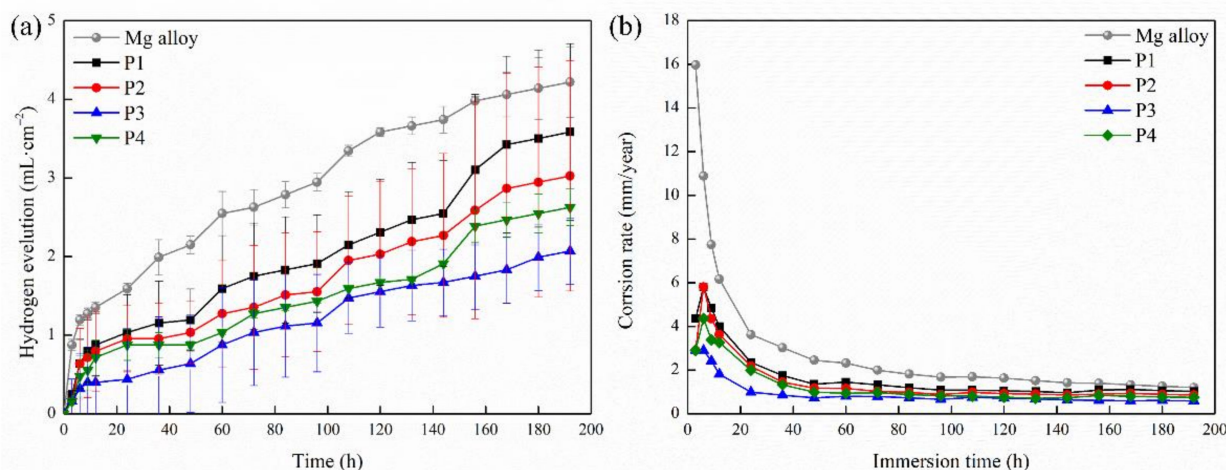 (a)
5
4
3
2
1
0
Hydrogen evelution (mL·cm⁻²)
Mg alloy
P1
P2
P3
P4
0 20 40 60 80 100 120 140 160 180 200
Time (h)
(b)
18
16
14
12
10
8
6
4
2
0
Corrsion rate (mm/year)
Mg alloy
P1
P2
P3
P4
0 20 40 60 80 100 120 140 160 180 200
Immersion time (h)